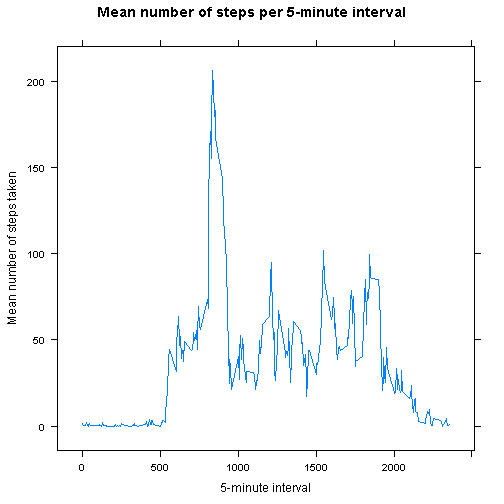 Mean number of steps per 5-minute interval
200
150
100
50
0
Mean number of steps taken
0 500 1000 1500 2000
5-minute interval